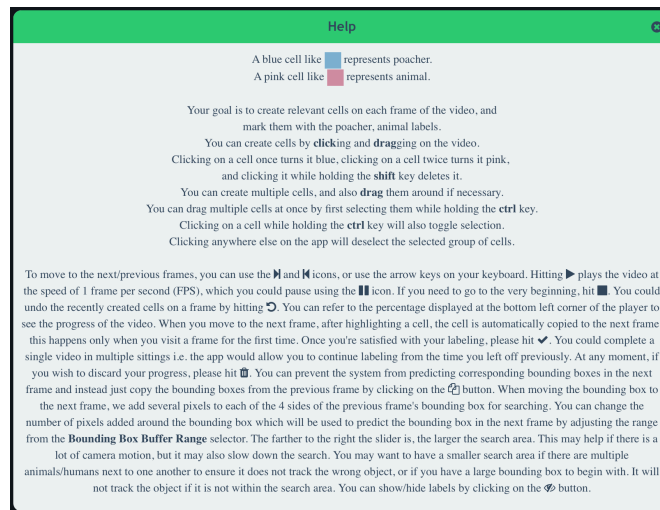 Help
A blue cell like represents poacher.
A pink cell like represents animal.
Your goal is to create relevant cells on each frame of the video, and
mark them with the poacher, animal labels.
You can create cells by clicking and dragging on the video.
Clicking on a cell once turns it blue, clicking on a cell twice turns it pink,
and clicking it while holding the shift key deletes it.
You can create multiple cells, and also drag them around if necessary.
You can drag multiple cells at once by first selecting them while holding the ctrl key.
Clicking on a cell while holding the ctrl key will also toggle selection.
Clicking anywhere else on the app will deselect the selected group of cells.
To move to the next/previous frames, you can use the and icons, or use the arrow keys on your keyboard. Hitting plays the video at
the speed of 1 frame per second (FPS), which you could pause using the icon. If you need to go to the very beginning, hit . You could
undo the recently created cells on a frame by hitting . You can refer to the percentage displayed at the bottom left corner of the player to
see the progress of the video. When you move to the next frame, after highlighting a cell, the cell is automatically copied to the next frame
this happens only when you visit a frame for the first time. Once you're satisfied with your labeling, please hit . You could complete a
single video in multiple sittings i.e. the app would allow you to continue labeling from the time you left off previously. At any moment, if
you wish to discard your progress, hit . You can prevent the system from predicting corresponding bounding boxes in the next
frame and instead just copy the bounding boxes from the previous frame by clicking on the button. When moving the bounding box to
the next frame, we add several pixels to each of the 4 sides of the previous frame's bounding box for searching. You can change the
number of pixels added around the bounding box which will be used to predict the bounding box in the next frame by adjusting the range
from the Bounding Box Buffer Range selector. The farther to the right the slider is, the larger the search area. This may help if there is a
lot of camera motion, but it may also slow down the search. You may want to have a smaller search area if there are multiple
animals/humans next to one another to ensure it does not track the wrong object, or if you have a large bounding box to begin with. It will
not track the object if it is not within the search area. You can show/hide labels by clicking on the button.